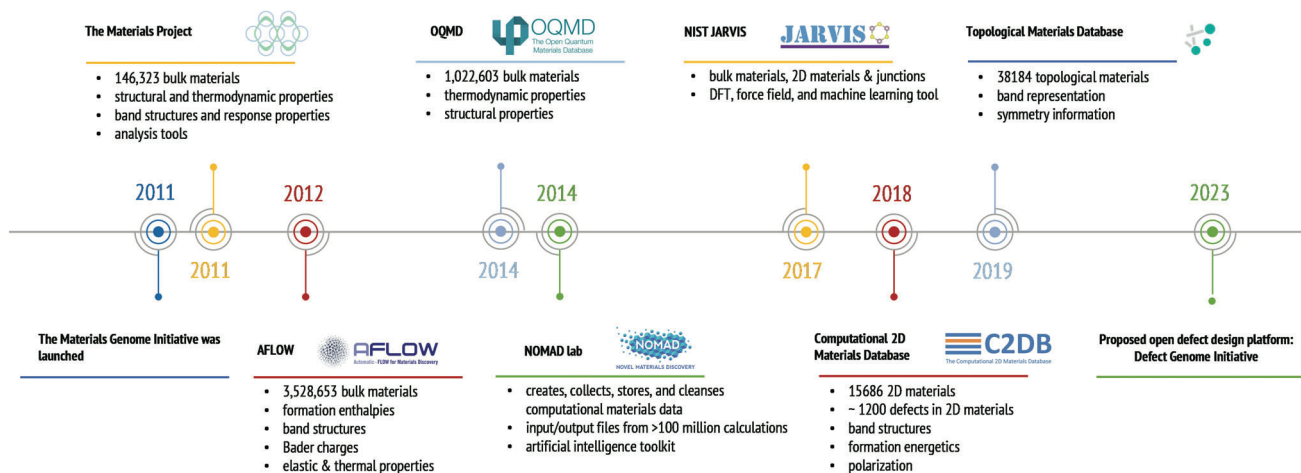 The Materials Project
• 146,323 bulk materials
• structural and thermodynamic properties
• band structures and response properties
• analysis tools
OQMD
OQMD
The Open Quantum
Materials Database
• 1,022,603 bulk materials
• thermodynamic properties
• structural properties
NIST JARVIS
JARVIS
• bulk materials, 2D materials & junctions
• DFT, force field, and machine learning tool
Topological Materials Database
• 38184 topological materials
• band representation
• symmetry information
2011
2012
2014
2018
2023
2011
2014
2017
2019
The Materials Genome Initiative was
launched
AFLOW
AFLOW
Automatic - FLOW for Materials Discovery
• 3,528,653 bulk materials
• formation enthalpies
• band structures
• Bader charges
• elastic & thermal properties
NOMAD lab
NOMAD
NOVEL MATERIALS DISCOVERY
• creates, collects, stores, and cleanses
computational materials data
• input/output files from >100 million calculations
• artificial intelligence toolkit
Computational 2D
Materials Database
C2DB
The Computational 2D Materials Database
• 15686 2D materials
• ~ 1200 defects in 2D materials
• band structures
• formation energetics
• polarization
Proposed open defect design platform:
Defect Genome Initiative